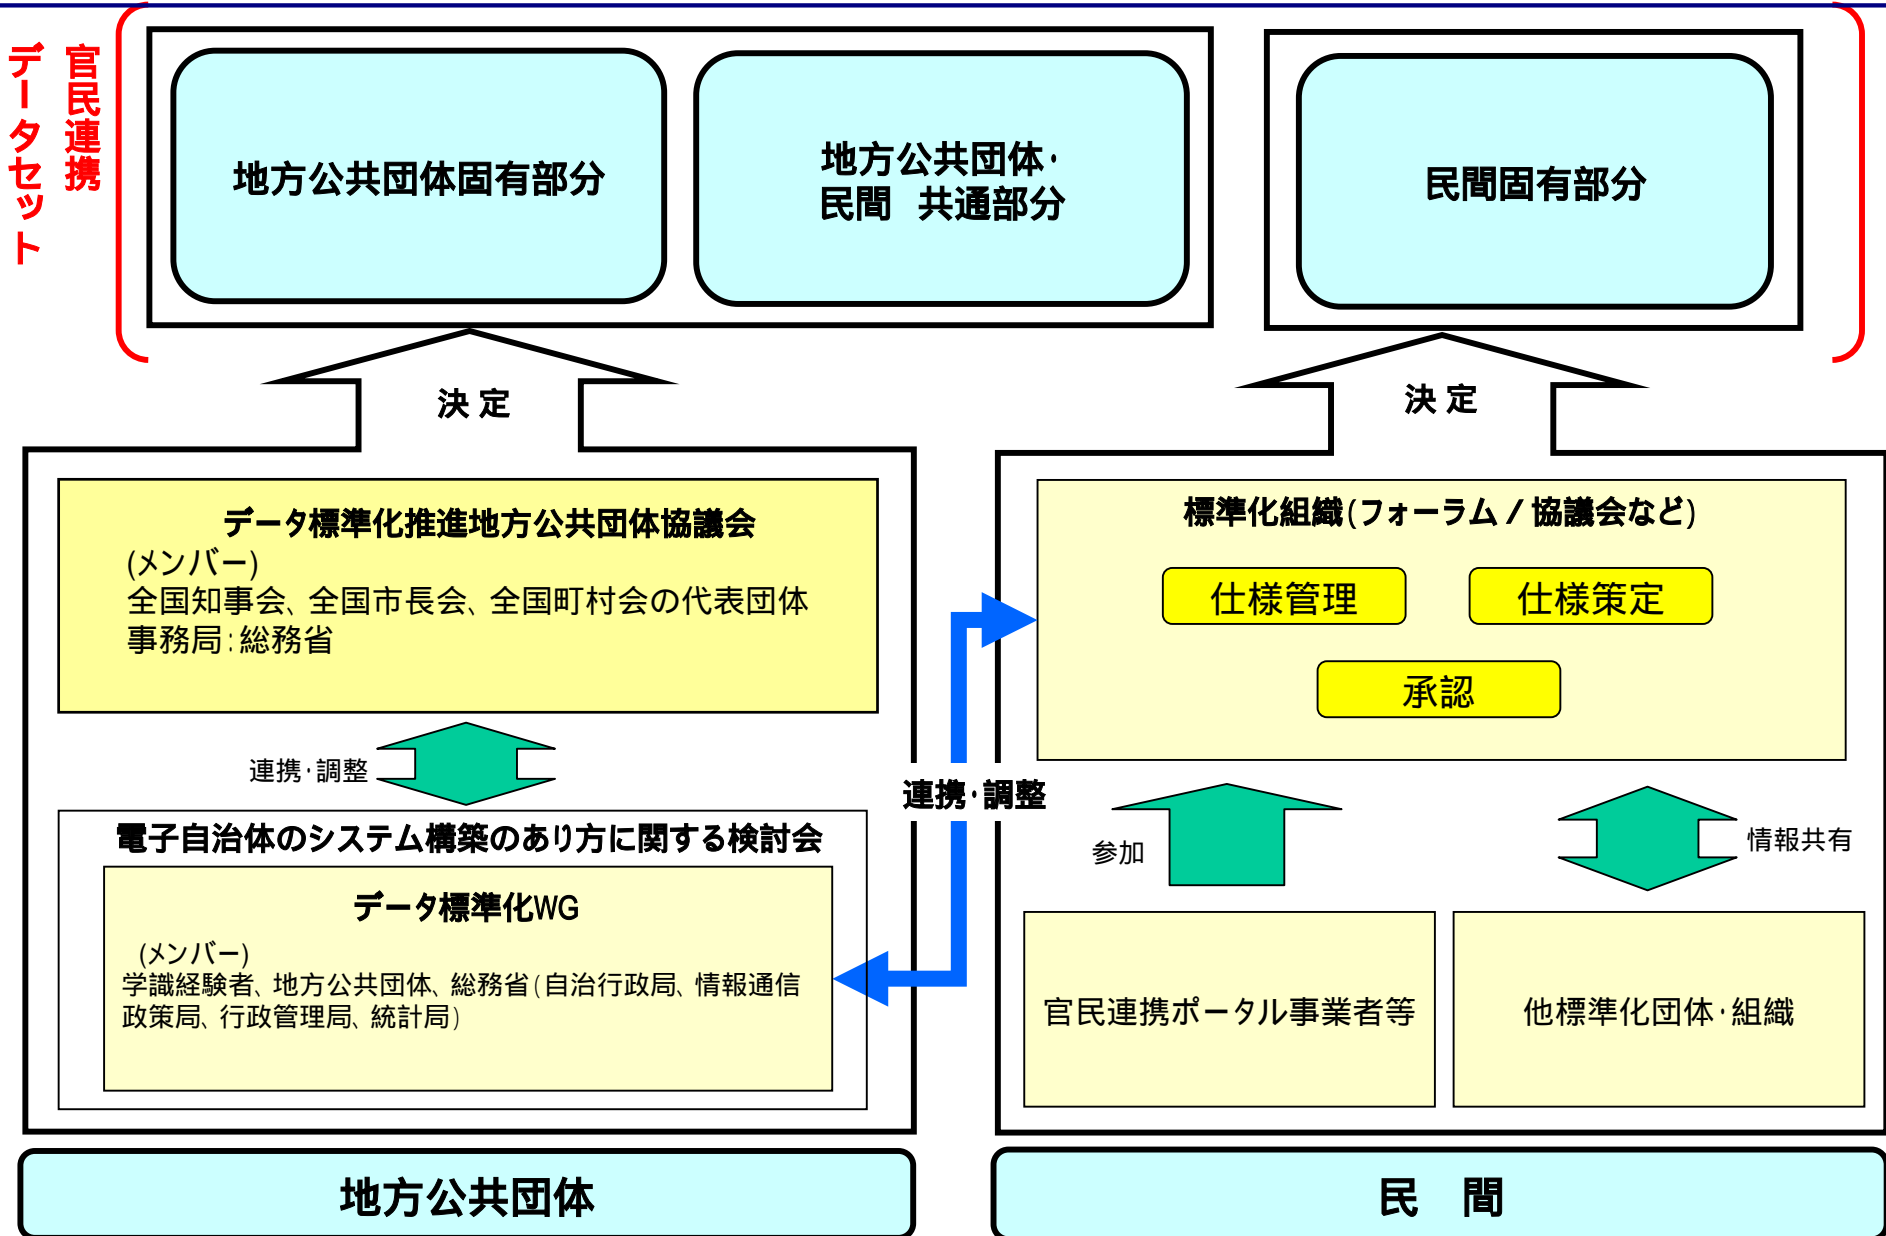 官民連携
データセット
地方公共団体固有部分
地方公共団体・
民間　共通部分
民間固有部分
決 定
決 定
データ標準化推進地方公共団体協議会
(メンバー)
全国知事会、全国市長会、全国町村会の代表団体
事務局：総務省
連携・調整
電子自治体のシステム構築のあり方に関する検討会
データ標準化WG
(メンバー)
学識経験者、地方公共団体、総務省(自治行政局、情報通信
政策局、行政管理局、統計局)
地方公共団体
連携・調整
標準化組織(フォーラム／協議会など)
仕様管理
仕様策定
承認
参加
情報共有
官民連携ポータル事業者等
他標準化団体・組織
民　間